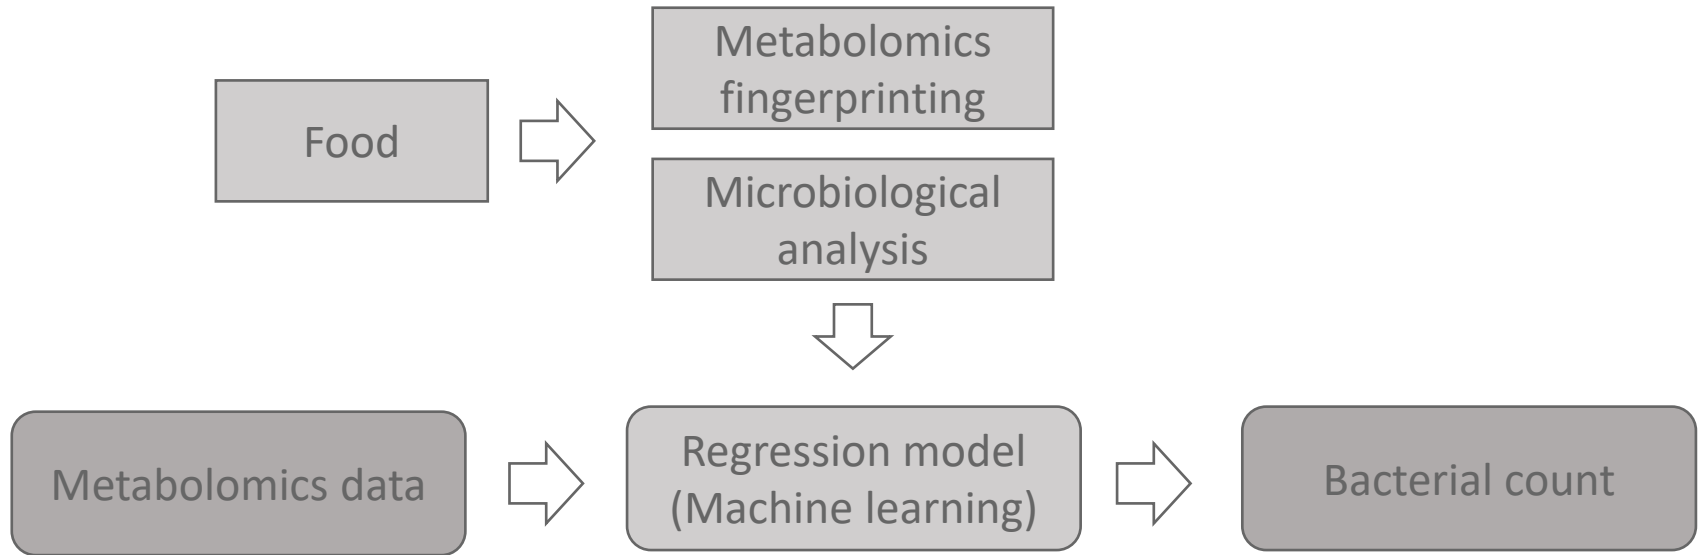 Metabolomics
fingerprinting
Food
Microbiological
analysis
Metabolomics data
Regression model
(Machine learning)
Bacterial count